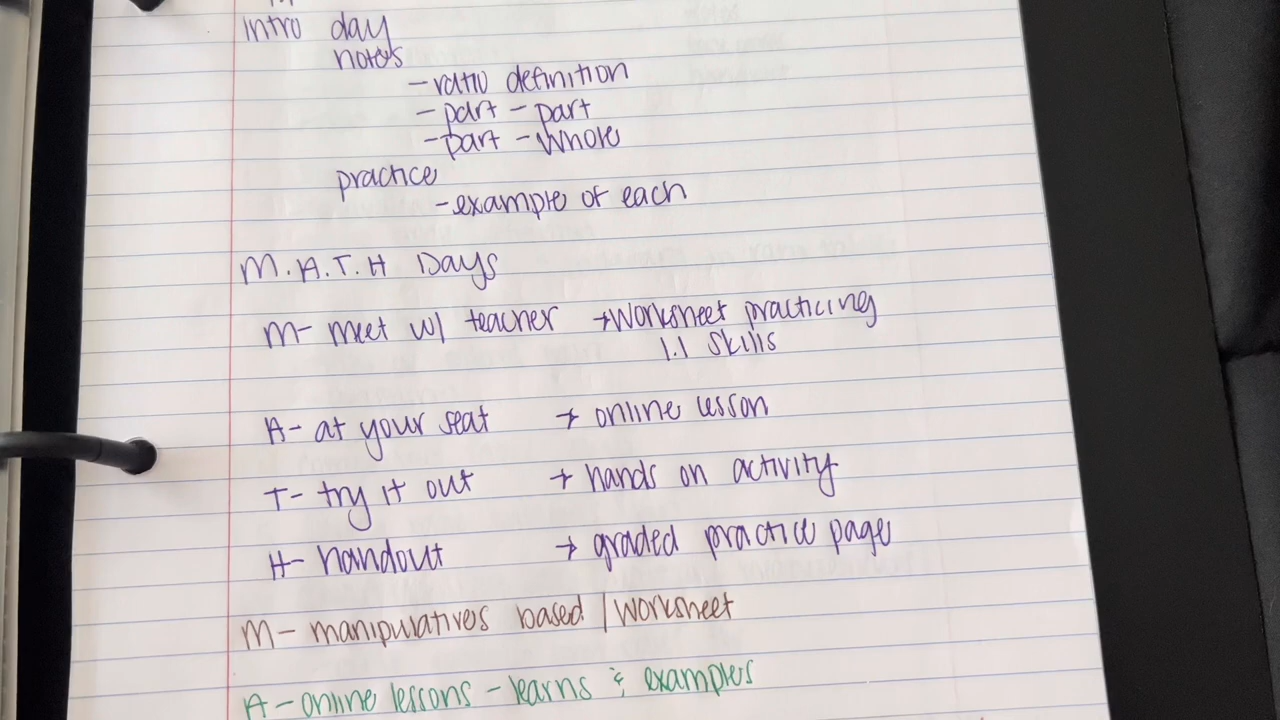 intro day
notes
- ratio definition
- part - part
- part - whole
practice
- example of each
M.A.T.H Days
M- meet w/ teacher → worksheet practicing
1.1 skills
A- at your seat → online lesson
T- try it out → hands on activity
H- handout → graded practice page
M- manipulatives based / worksheet
A- online lessons - learns & examples